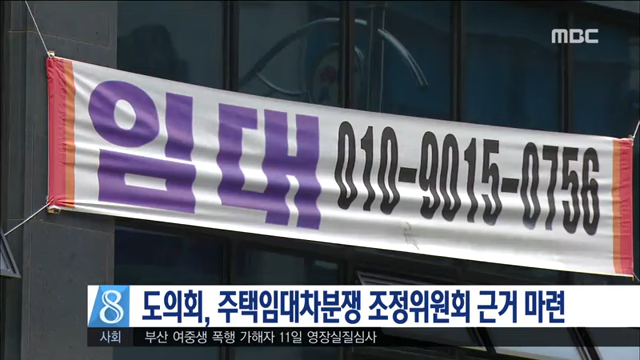 MBC
임대 010-9015-0756
8 도의회, 주택임대차분쟁 조정위원회 근거 마련
사회 부산 여중생 폭행 가해자 11일 영장실질심사